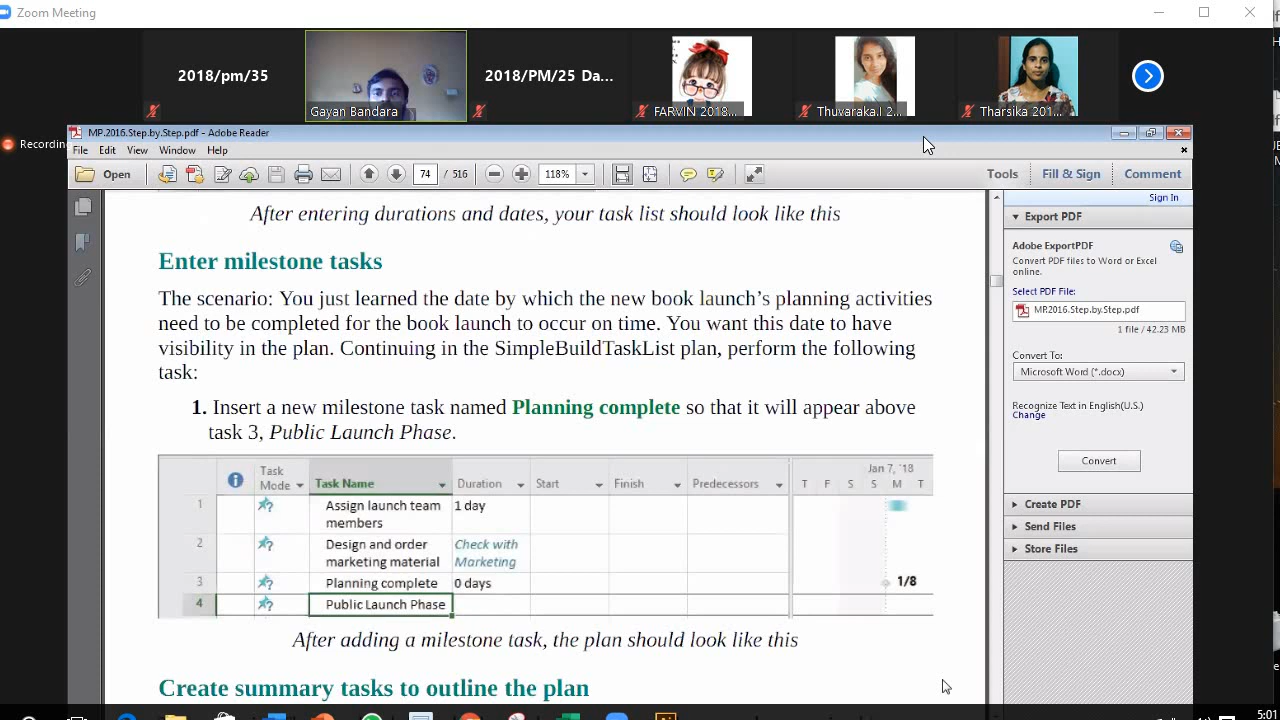 Zoom Meeting
2018/pm/35
2018/PM/25 Da...
Gayan Bandara
FARVIN 2018...
Thuvaraka.I 2...
Tharsika 201...
Recording
MP.2016.Step.by.Step.pdf - Adobe Reader
File Edit View Window Help
Open 74 / 516 118% Tools Fill & Sign Comment
Sign In
After entering durations and dates, your task list should look like this
Enter milestone tasks
The scenario: You just learned the date by which the new book launch's planning activities
need to be completed for the book launch to occur on time. You want this date to have
visibility in the plan. Continuing in the SimpleBuildTaskList plan, perform the following
task:
1. Insert a new milestone task named Planning complete so that it will appear above
task 3, Public Launch Phase.
Task Mode Task Name Duration Start Finish Predecessors Jan 7, '18
T F S S M T
1 Assign launch team members 1 day
2 Design and order marketing material Check with Marketing
3 Planning complete 0 days 1/8
4 Public Launch Phase
After adding a milestone task, the plan should look like this
Create summary tasks to outline the plan
Export PDF
Adobe ExportPDF
Convert PDF files to Word or Excel
online.
Select PDF File:
MP.2016.Step.by.Step.pdf
1 file / 42.23 MB
Convert To:
Microsoft Word (*.docx)
Recognize Text in English(U.S.)
Change
Convert
Create PDF
Send Files
Store Files
5:01